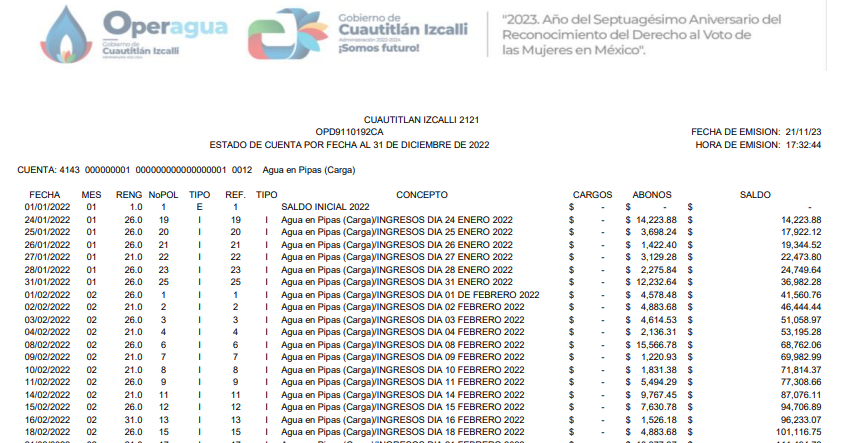 Operagua
Gobierno de
Cuautitlán Izcalli
Gobierno de
Cuautitlán Izcalli
Administración 2022-2024
¡Somos futuro!
"2023. Año del Septuagésimo Aniversario del
Reconocimiento del Derecho al Voto de
las Mujeres en México".
CUAUTITLAN IZCALLI 2121
OPD9110192CA FECHA DE EMISION: 21/11/23
ESTADO DE CUENTA POR FECHA AL 31 DE DICIEMBRE DE 2022 HORA DE EMISION: 17:32:44
CUENTA: 4143 000000001 000000000000000001 0012 Agua en Pipas (Carga)
FECHA MES RENG NoPOL TIPO REF. TIPO CONCEPTO CARGOS ABONOS SALDO
01/01/2022 01 1.0 1 E 1 SALDO INICIAL 2022 $ - $ - $ -
24/01/2022 01 26.0 19 I 19 I Agua en Pipas (Carga)/INGRESOS DIA 24 ENERO 2022 $ - $ 14,223.88 $ 14,223.88
25/01/2022 01 26.0 20 I 20 I Agua en Pipas (Carga)/INGRESOS DIA 25 ENERO 2022 $ - $ 3,698.24 $ 17,922.12
26/01/2022 01 26.0 21 I 21 I Agua en Pipas (Carga)/INGRESOS DIA 26 ENERO 2022 $ - $ 1,422.40 $ 19,344.52
27/01/2022 01 21.0 22 I 22 I Agua en Pipas (Carga)/INGRESOS DIA 27 ENERO 2022 $ - $ 3,129.28 $ 22,473.80
28/01/2022 01 26.0 23 I 23 I Agua en Pipas (Carga)/INGRESOS DIA 28 ENERO 2022 $ - $ 2,275.84 $ 24,749.64
31/01/2022 01 26.0 25 I 25 I Agua en Pipas (Carga)/INGRESOS DIA 31 ENERO 2022 $ - $ 12,232.64 $ 36,982.28
01/02/2022 02 26.0 1 I 1 I Agua en Pipas (Carga)/INGRESOS DIA 01 DE FEBRERO 2022 $ - $ 4,578.48 $ 41,560.76
02/02/2022 02 21.0 2 I 2 I Agua en Pipas (Carga)/INGRESOS DIA 02 FEBRERO 2022 $ - $ 4,883.68 $ 46,444.44
03/02/2022 02 26.0 3 I 3 I Agua en Pipas (Carga)/INGRESOS DIA 03 FEBRERO 2022 $ - $ 4,614.53 $ 51,058.97
04/02/2022 02 21.0 4 I 4 I Agua en Pipas (Carga)/INGRESOS DIA 04 FEBRERO 2022 $ - $ 2,136.31 $ 53,195.28
08/02/2022 02 26.0 6 I 6 I Agua en Pipas (Carga)/INGRESOS DIA 08 FEBRERO 2022 $ - $ 15,566.78 $ 68,762.06
09/02/2022 02 21.0 7 I 7 I Agua en Pipas (Carga)/INGRESOS DIA 09 FEBRERO 2022 $ - $ 1,220.93 $ 69,982.99
10/02/2022 02 21.0 8 I 8 I Agua en Pipas (Carga)/INGRESOS DIA 10 FEBRERO 2022 $ - $ 1,831.38 $ 71,814.37
11/02/2022 02 26.0 9 I 9 I Agua en Pipas (Carga)/INGRESOS DIA 11 FEBRERO 2022 $ - $ 5,494.29 $ 77,308.66
14/02/2022 02 21.0 11 I 11 I Agua en Pipas (Carga)/INGRESOS DIA 14 FEBRERO 2022 $ - $ 9,767.45 $ 87,076.11
15/02/2022 02 26.0 12 I 12 I Agua en Pipas (Carga)/INGRESOS DIA 15 FEBRERO 2022 $ - $ 7,630.78 $ 94,706.89
16/02/2022 02 31.0 13 I 13 I Agua en Pipas (Carga)/INGRESOS DIA 16 FEBRERO 2022 $ - $ 1,526.18 $ 96,233.07
18/02/2022 02 26.0 15 I 15 I Agua en Pipas (Carga)/INGRESOS DIA 18 FEBRERO 2022 $ - $ 4,883.68 $ 101,116.75